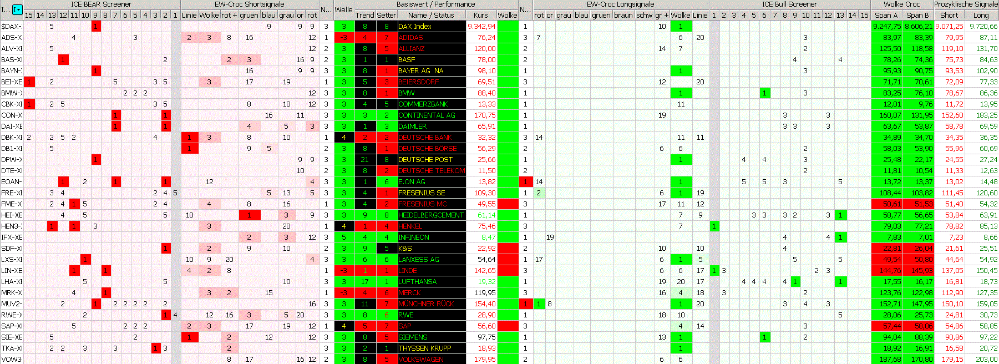 ICE BEAR Screener EW-Croc Shortsignale Basiswert / Performance EW-Croc Longsignale ICE Bull Screener Wolke Croc Prozyklische Signale
I... I 15 14 13 12 11 10 9 8 7 6 5 4 3 2 1 Linie Wolke rot + gruen blau grau or rot N... Welle Trend Setter Name / Status Kurs Wolke N... rot or grau blau gruen braun schw gr + Wolke Linie 1 2 3 4 5 6 7 8 9 10 11 12 13 14 15 Span A Span B Short Long
$DAX-: 5 1 9 9 9 3 3 8 8 DAX Index 9.342,94 1 10 1 9.247,75 8.606,21 9.071,25 9.720,66
ADS-X 4 3 2 3 8 16 12 1 -3 4 7 ADIDAS 76,24 3 7 6 20 3 83,97 83,39 79,95 87,11
ALV-XE 5 12 2 3 8 5 ALLIANZ 120,00 2 14 7 2 125,50 118,58 119,10 131,70
BAS-XI 1 2 2 3 16 9 2 3 1 1 BASF 78,00 2 4 4 78,26 74,36 75,73 84,63
BAYN-: 1 16 9 9 3 3 8 1 BAYER AG NA 98,10 1 1 3 95,93 90,75 93,53 102,90
BEI-XE 1 2 5 3 5 3 17 19 1 3 5 3 BEIERSDORF 69,51 3 12 20 71,71 70,61 72,09 77,33
BMW-X 2 2 2 12 3 3 8 1 BMW 88,40 1 1 1 3 83,25 76,10 78,67 86,36
CBK-XE 1 2 5 3 5 8 10 12 3 3 4 5 COMMERZBANK 13,33 1 11 12,01 9,76 11,72 13,95
CON-X 1 1 16 11 3 3 3 2 CONTINENTAL AG 170,75 1 19 3 3 160,07 131,95 152,60 183,25
DAI-XE 1 1 4 5 3 3 3 1 3 DAIMLER 65,91 1 3 3 3 63,67 53,87 58,78 69,59
DBK-XE 2 2 5 2 4 1 3 8 10 1 4 2 2 DEUTSCHE BANK 32,32 3 14 11 11 34,89 34,70 34,35 36,35
DB1-XE 5 1 9 5 2 3 8 1 DEUTSCHE BÖRSE 56,29 2 6 6 2 58,03 53,90 55,96 60,69
DPW-X 1 9 9 3 3 21 8 DEUTSCHE POST 25,66 1 1 4 6 3 25,48 22,17 24,55 27,24
DTE-XI 10 2 3 8 2 DEUTSCHE TELEKOM 11,50 2 2 11,81 10,54 11,33 12,63
EOAN- 1 2 1 1 12 4 3 3 1 6 E.ON AG 13,82 1 14 1 5 5 3 5 13,72 13,37 13,02 14,48
FRE-XE 3 4 2 4 5 5 13 5 3 3 4 1 FRESENIUS SE 109,30 1 2 6 1 19 108,44 103,82 111,45 120,60
FME-X 2 4 1 5 2 4 4 8 16 1 3 4 2 FRESENIUS MC 49,55 3 17 11 12 50,61 51,53 51,40 54,32
HEI-XE 4 5 5 10 1 3 9 3 3 9 8 HEIDELBERGCEMENT 61,14 1 7 9 3 3 3 2 3 1 58,77 56,65 53,84 63,91
HEN3-: 1 1 3 3 20 1 4 1 4 HENKEL 75,46 3 7 1 79,03 77,21 78,82 85,13
IFX-XE 2 3 12 3 5 4 4 INFINEON 8,47 1 19 4 4 1 7,83 7,01 7,23 8,66
SDF-XI 1 2 9 10 2 3 9 5 K&S 22,92 1 10 10 4 22,81 26,04 21,61 25,51
LXS-XE 1 10 9 20 4 3 3 6 6 LANXESS AG 54,64 1 17 6 1 5 5 5 49,54 50,80 44,64 54,92
LIN-XE 1 1 4 2 8 1 -3 1 1 LINDE 142,65 3 6 6 17 1 3 2 3 144,76 145,93 137,05 150,45
LHA-XE 5 5 10 3 3 17 1 LUFTHANSA 19,32 1 19 20 17 4 4 4 4 1 1 17,55 16,17 16,81 18,73
MRK-X 4 1 3 2 15 1 -3 4 6 MERCK 119,95 3 16 4 18 3 2 123,76 122,98 112,90 127,35
MUV2- 2 1 2 2 2 2 2 16 3 3 11 7 MÜNCHNER RÜCK 154,40 1 1 8 1 20 3 4 3 152,71 147,95 150,10 159,05
RWE-X 2 1 4 12 16 3 5 20 3 3 8 6 RWE 28,90 1 18 10 5 28,06 25,73 24,81 30,73
SAP-XI 5 2 2 2 2 3 17 19 12 1 4 5 7 SAP 56,60 3 4 14 3 57,44 58,06 54,86 58,85
SIE-XE 5 2 1 2 12 12 3 3 8 5 SIEMENS 97,75 1 13 1 1 2 94,04 88,39 90,86 97,22
TKA-XI 2 2 3 3 1 3 2 3 3 2 1 THYSSEN KRUPP 18,93 1 1 18,92 16,91 16,58 20,72
VOW3- 8 17 16 12 2 3 8 5 VOLKSWAGEN 179,95 2 6 6 187,68 170,80 179,15 203,00